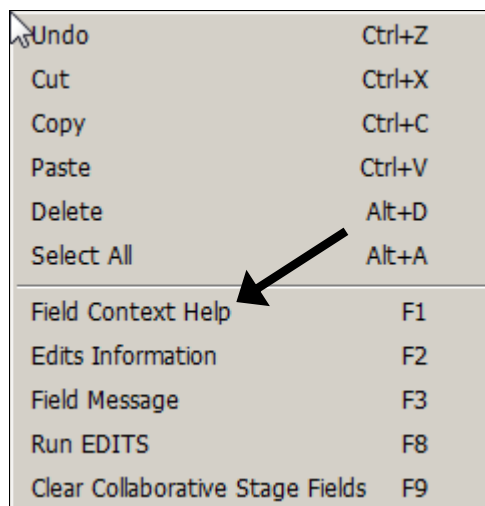 Undo Ctrl+Z
Cut Ctrl+X
Copy Ctrl+C
Paste Ctrl+V
Delete Alt+D
Select All Alt+A
Field Context Help F1
Edits Information F2
Field Message F3
Run EDITS F8
Clear Collaborative Stage Fields F9